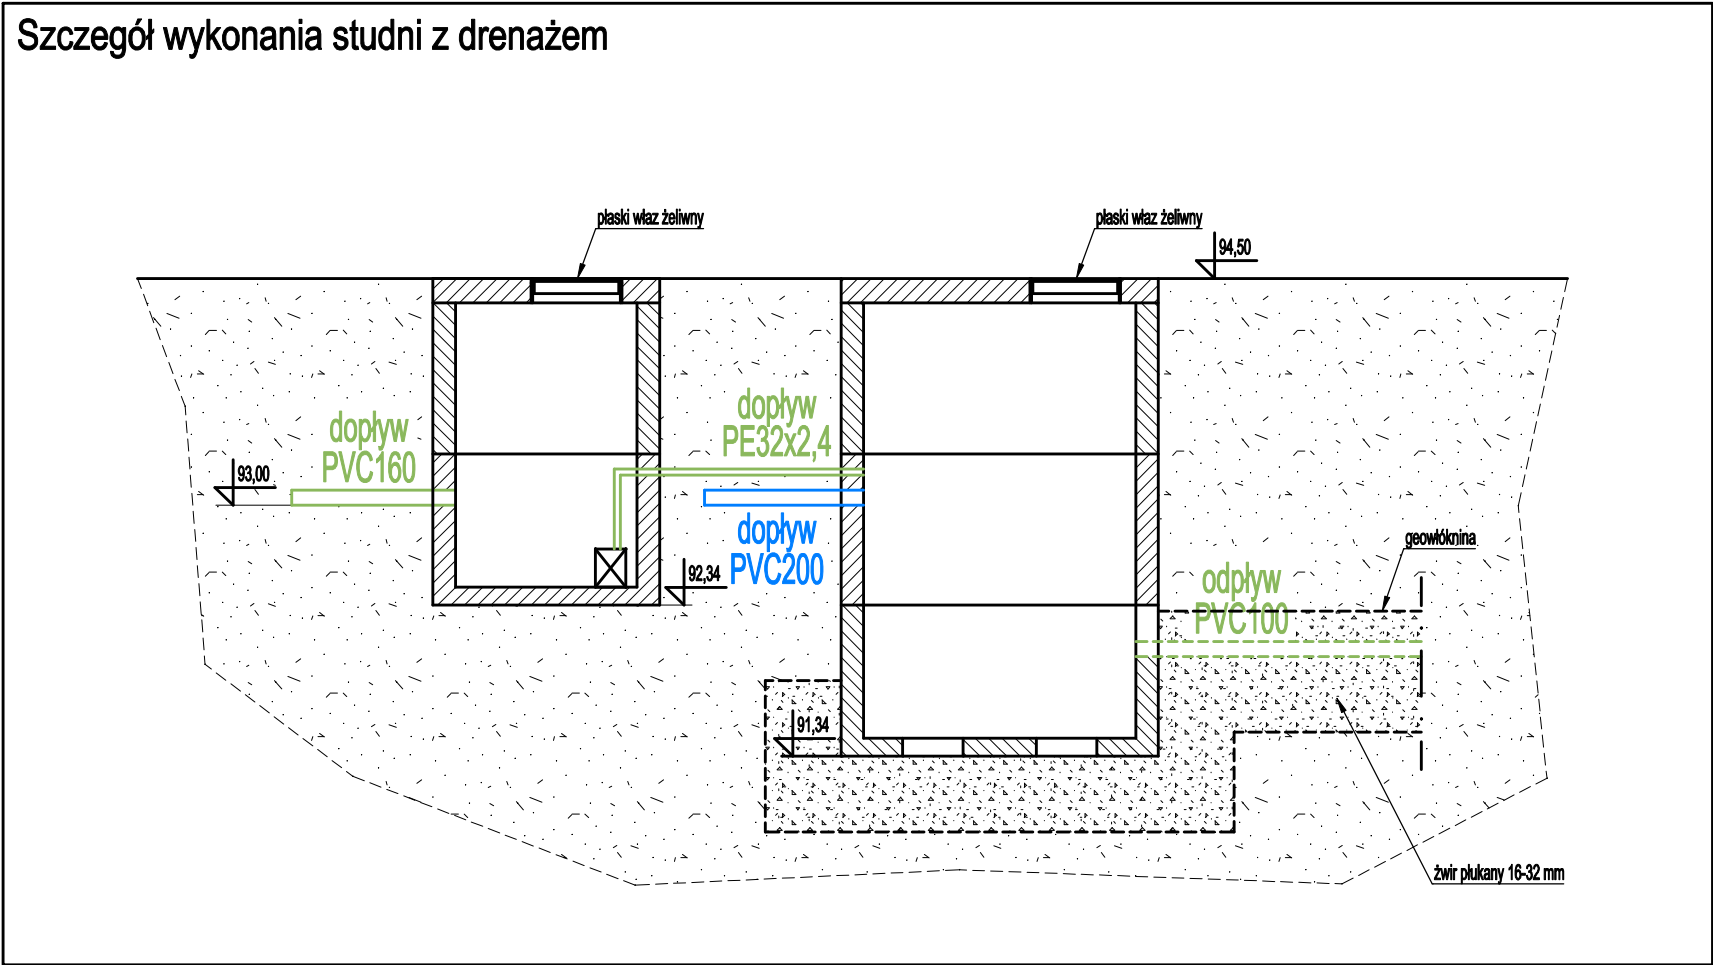 Szczegół wykonania studni z drenażem
płaski właz żeliwny
płaski właz żeliwny
94,50
dopływ
PVC160
93,00
dopływ
PE32x2,4
dopływ
PVC200
92,34
geowłóknina
odpływ
PVC100
91,34
żwir płukany 16-32 mm